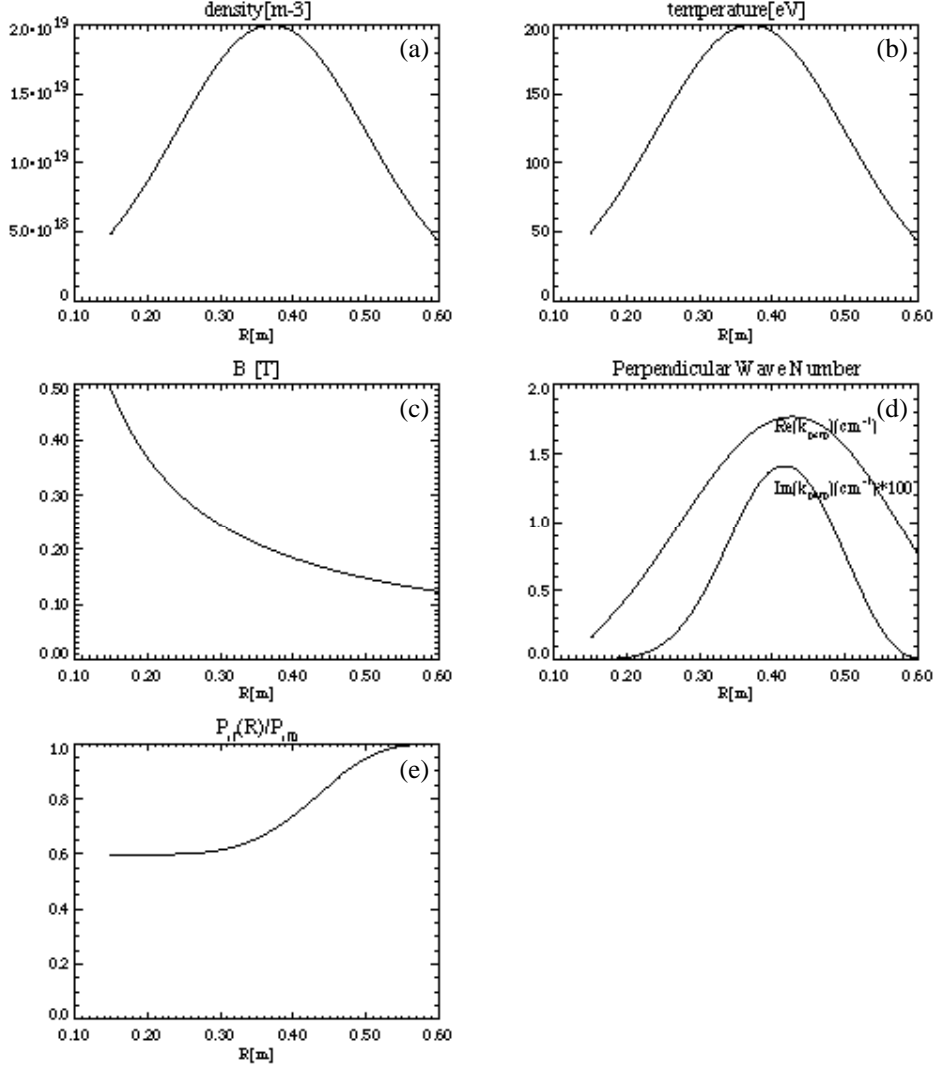 density[m-3]
(a)
2.0•10^19
1.5•10^19
1.0•10^19
5.0•10^18
0
0.10 0.20 0.30 0.40 0.50 0.60
R[m]
temperature[eV]
(b)
200
150
100
50
0
0.10 0.20 0.30 0.40 0.50 0.60
R[m]
B [T]
(c)
0.50
0.40
0.30
0.20
0.10
0.00
0.10 0.20 0.30 0.40 0.50 0.60
R[m]
Perpendicular Wave Number
(d)
2.0
1.5
1.0
0.5
0.0
Re(k_perp)(cm^-1)
Im(k_perp)(cm^-1)*100
0.10 0.20 0.30 0.40 0.50 0.60
R[m]
(e)
1.0
0.8
0.6
0.4
0.2
0.0
0.10 0.20 0.30 0.40 0.50 0.60
R[m]